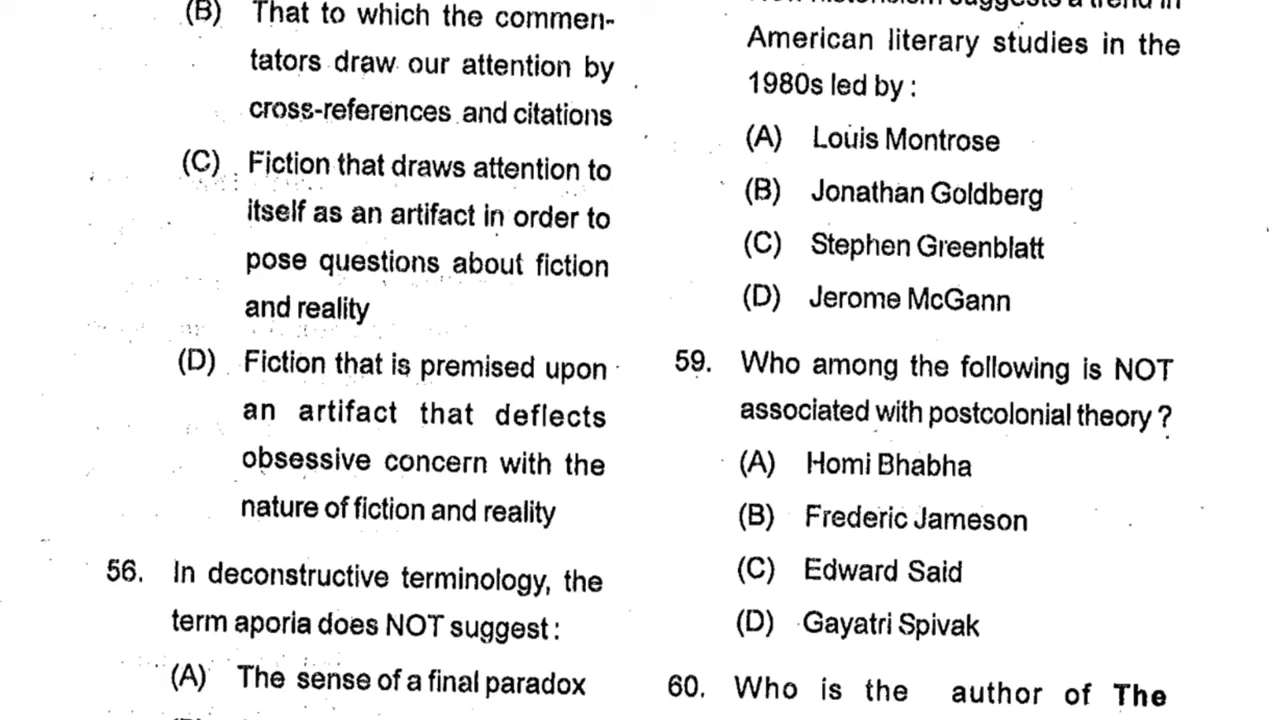 (B) That to which the commen-
tators draw our attention by
cross-references and citations
(C) Fiction that draws attention to
itself as an artifact in order to
pose questions about fiction
and reality
(D) Fiction that is premised upon
an artifact that deflects
obsessive concern with the
nature of fiction and reality
56. In deconstructive terminology, the
term aporia does NOT suggest :
(A) The sense of a final paradox
historicism suggests a trend in
American literary studies in the
1980s led by :
(A) Louis Montrose
(B) Jonathan Goldberg
(C) Stephen Greenblatt
(D) Jerome McGann
59. Who among the following is NOT
associated with postcolonial theory ?
(A) Homi Bhabha
(B) Frederic Jameson
(C) Edward Said
(D) Gayatri Spivak
60. Who is the author of The